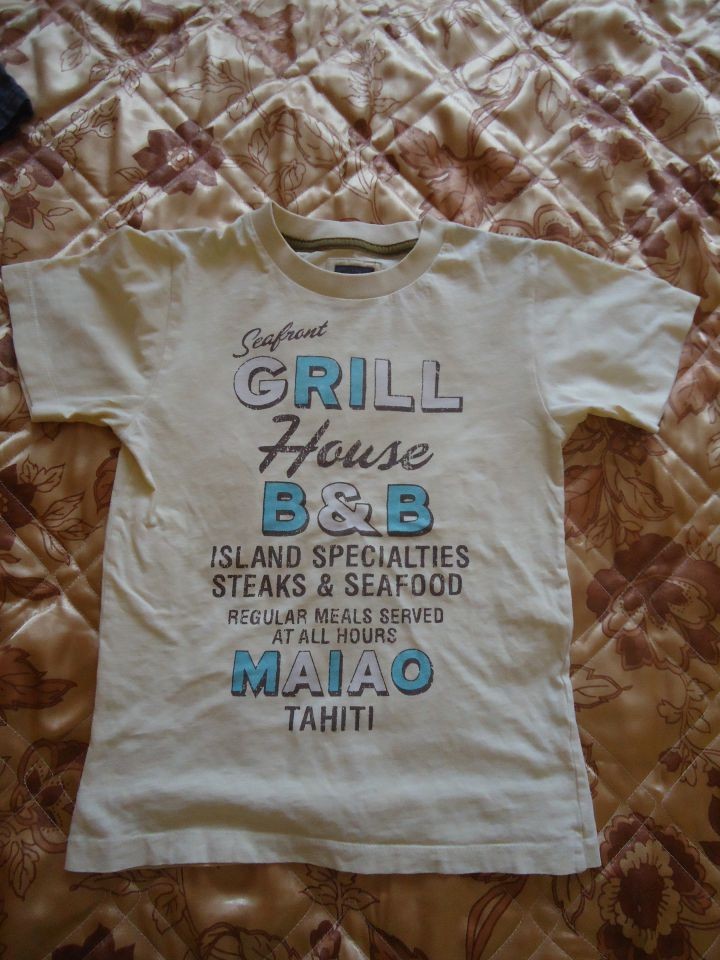 Seafront
GRILL
House
B&B
ISLAND SPECIALTIES
STEAKS & SEAFOOD
REGULAR MEALS SERVED
AT ALL HOURS
MAIAO
TAHITI